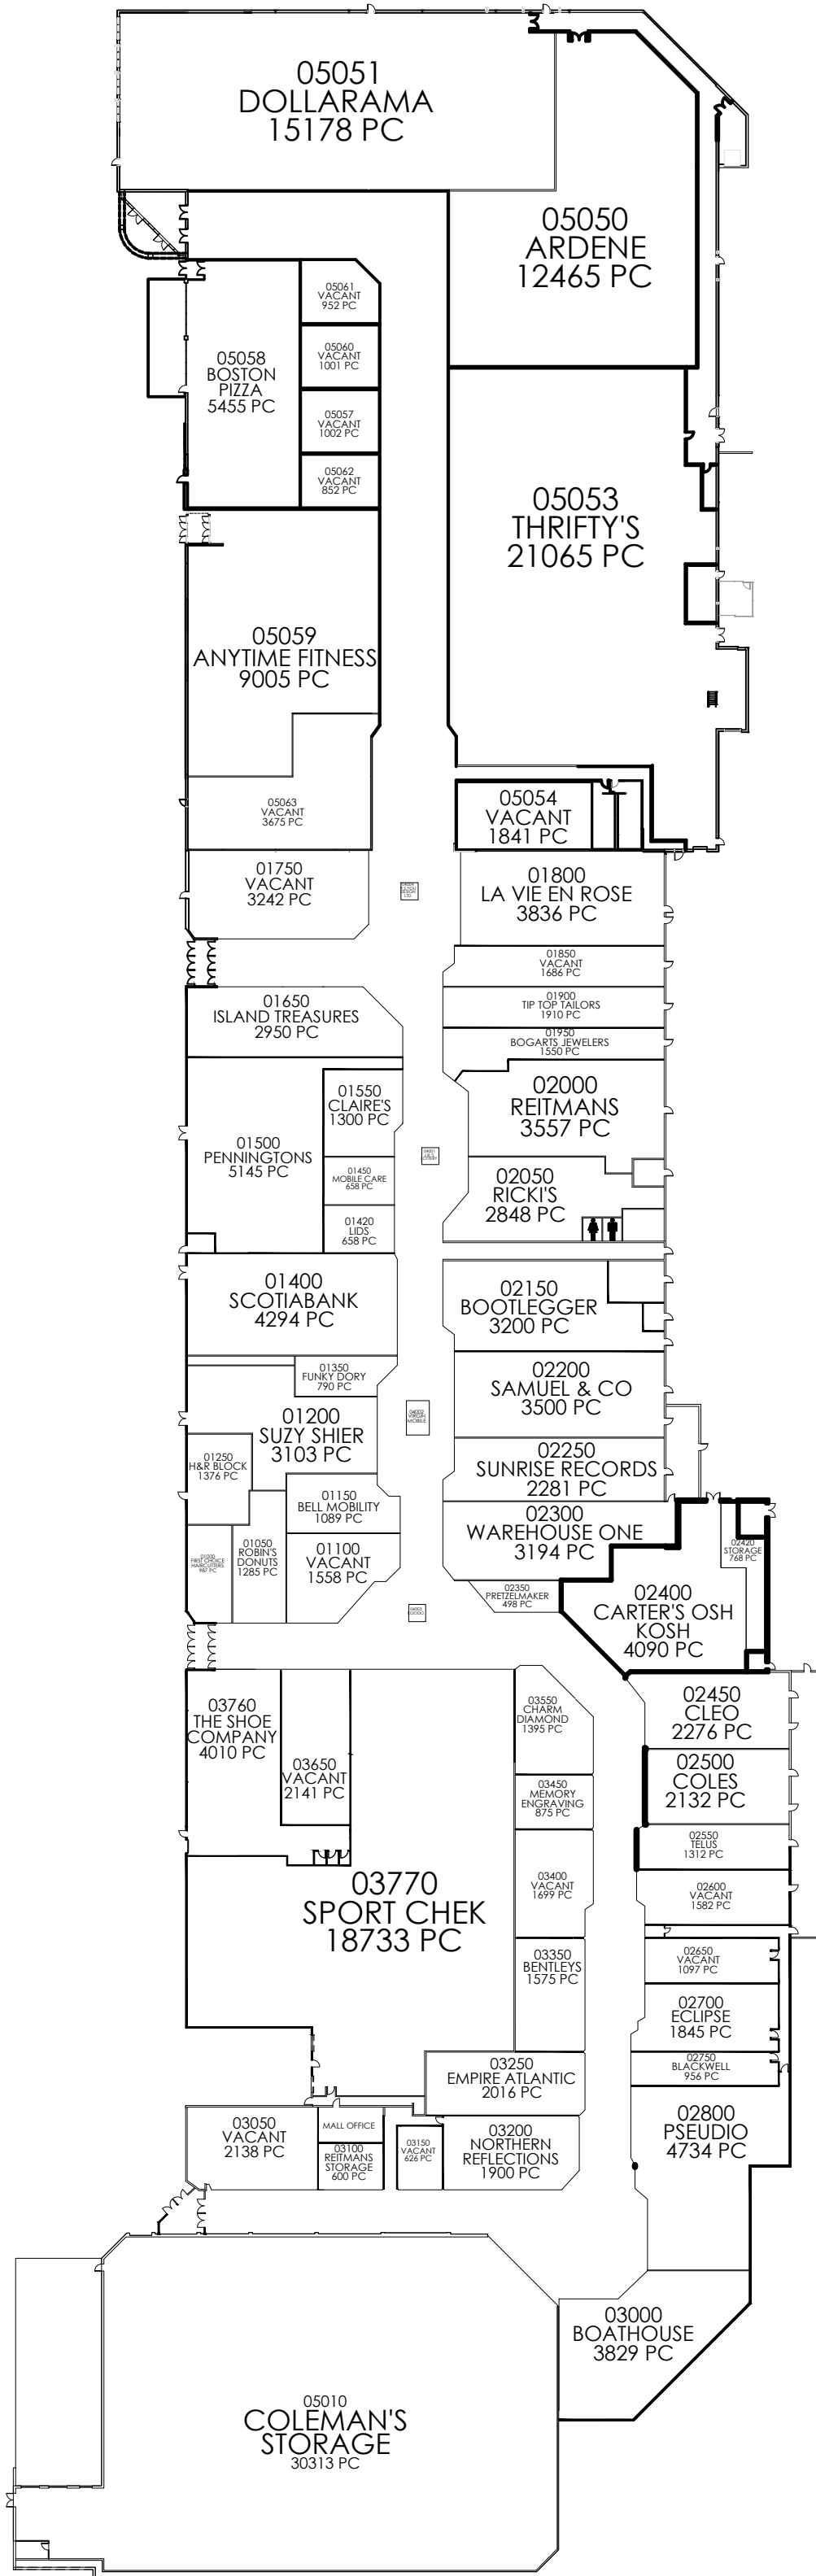 05051
DOLLARAMA
15178 PC
05050
ARDENE
12465 PC
05061
VACANT
952 PC
05060
VACANT
1001 PC
05058
BOSTON
PIZZA
5455 PC
05057
VACANT
1002 PC
05062
VACANT
852 PC
05053
THRIFTY'S
21065 PC
05059
ANYTIME FITNESS
9005 PC
05063
VACANT
3675 PC
05054
VACANT
1841 PC
01750
VACANT
3242 PC
01800
LA VIE EN ROSE
3836 PC
01850
VACANT
1686 PC
01900
TIP TOP TAILORS
1910 PC
01650
ISLAND TREASURES
2950 PC
01950
BOGARTS JEWELERS
1550 PC
02000
REITMANS
3557 PC
01550
CLAIRE'S
1300 PC
01500
PENNINGTONS
5145 PC
01450
MOBILE CARE
658 PC
01420
LIDS
658 PC
02050
RICKI'S
2848 PC
01400
SCOTIABANK
4294 PC
02150
BOOTLEGGER
3200 PC
01350
FUNKY DORY
790 PC
02200
SAMUEL & CO
3500 PC
01200
SUZY SHIER
3103 PC
04002
VIRGIN
MOBILE
01250
H&R BLOCK
1376 PC
02250
SUNRISE RECORDS
2281 PC
01150
BELL MOBILITY
1089 PC
02300
WAREHOUSE ONE
3194 PC
01000
FIRST CHOICE
HAIRCUTTERS
987 PC
01050
ROBIN'S
DONUTS
1285 PC
01100
VACANT
1558 PC
02420
STORAGE
768 PC
02350
PRETZELMAKER
498 PC
02400
CARTER'S OSH
KOSH
4090 PC
03760
THE SHOE
COMPANY
4010 PC
03650
VACANT
2141 PC
03550
CHARM
DIAMOND
1395 PC
02450
CLEO
2276 PC
02500
COLES
2132 PC
03450
MEMORY
ENGRAVING
875 PC
02550
TELUS
1312 PC
03770
SPORT CHEK
18733 PC
03400
VACANT
1699 PC
02600
VACANT
1582 PC
03350
BENTLEYS
1575 PC
02650
VACANT
1097 PC
02700
ECLIPSE
1845 PC
02750
BLACKWELL
956 PC
03250
EMPIRE ATLANTIC
2016 PC
03050
VACANT
2138 PC
MALL OFFICE
03100
REITMANS
STORAGE
600 PC
03150
VACANT
626 PC
03200
NORTHERN
REFLECTIONS
1900 PC
02800
PSEUDIO
4734 PC
03000
BOATHOUSE
3829 PC
05010
COLEMAN'S
STORAGE
30313 PC